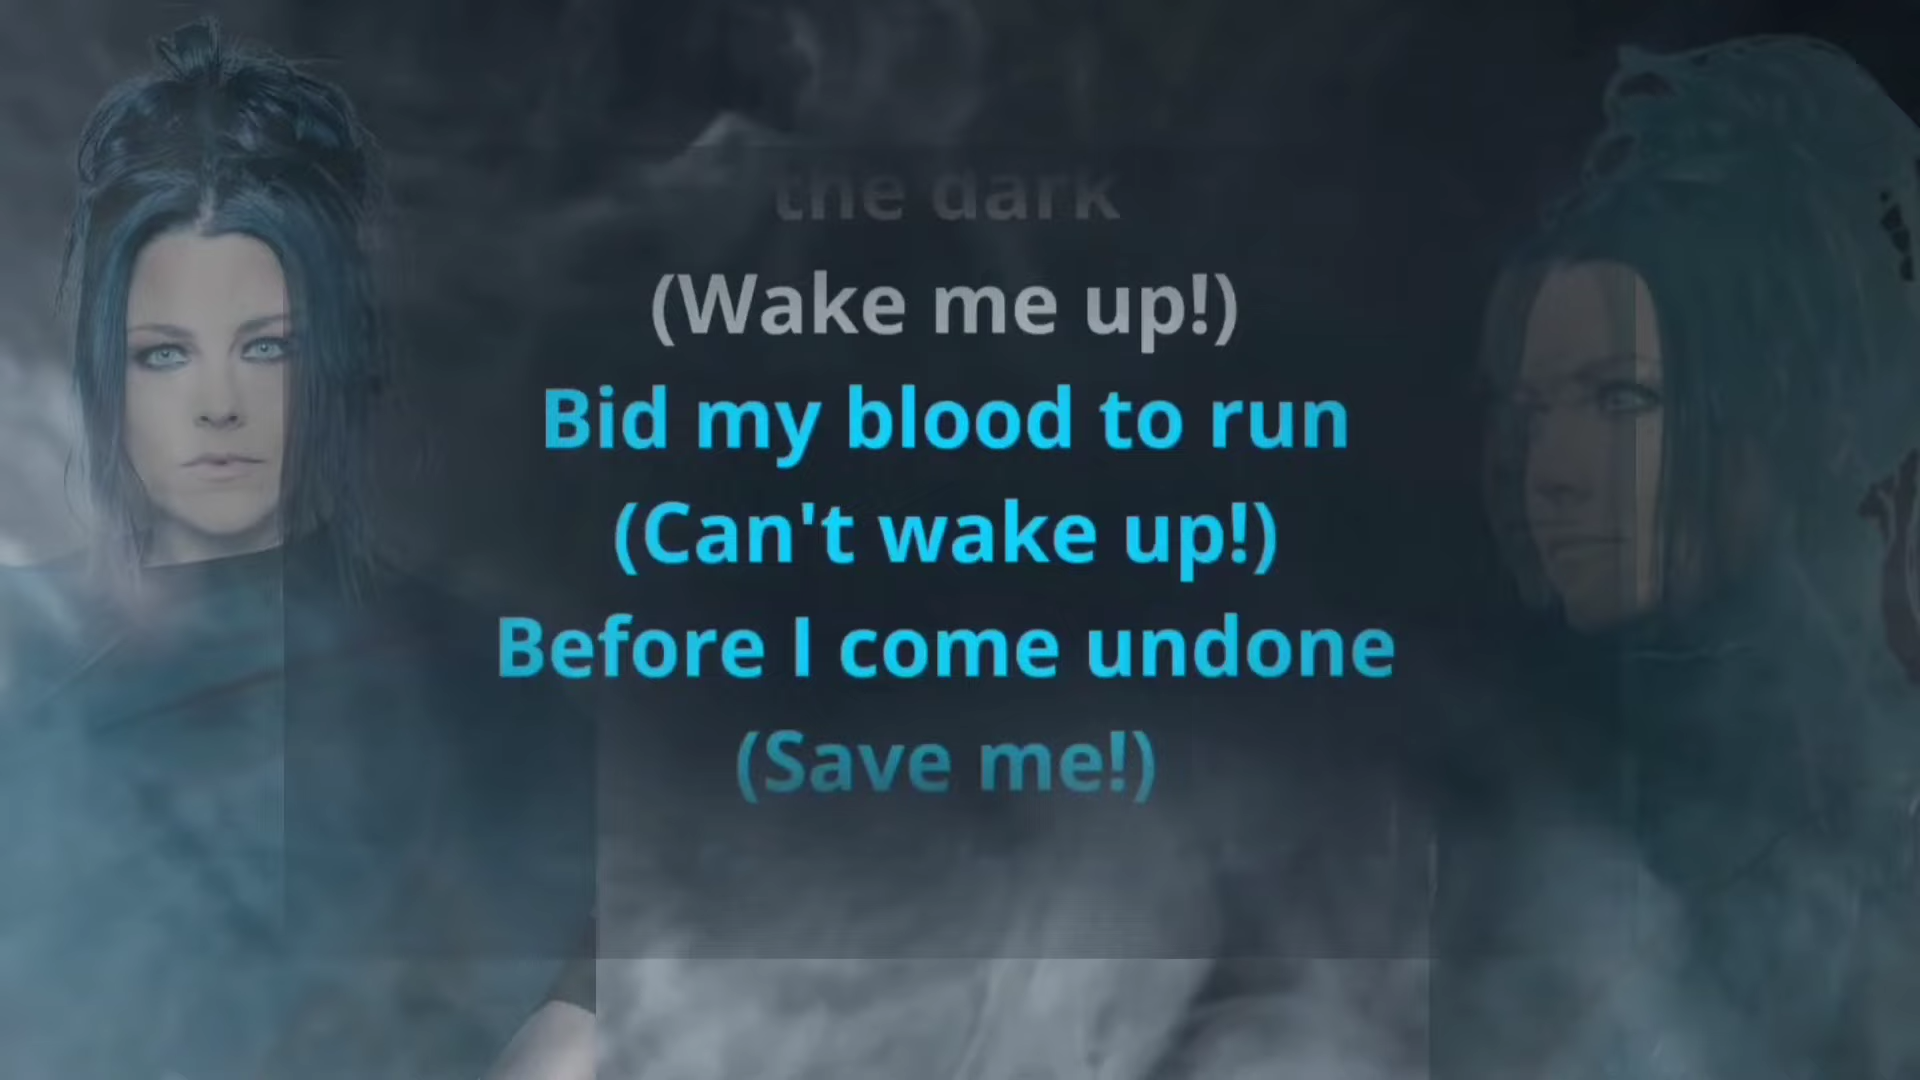 the dark
(Wake me up!)
Bid my blood to run
(Can't wake up!)
Before I come undone
(Save me!)